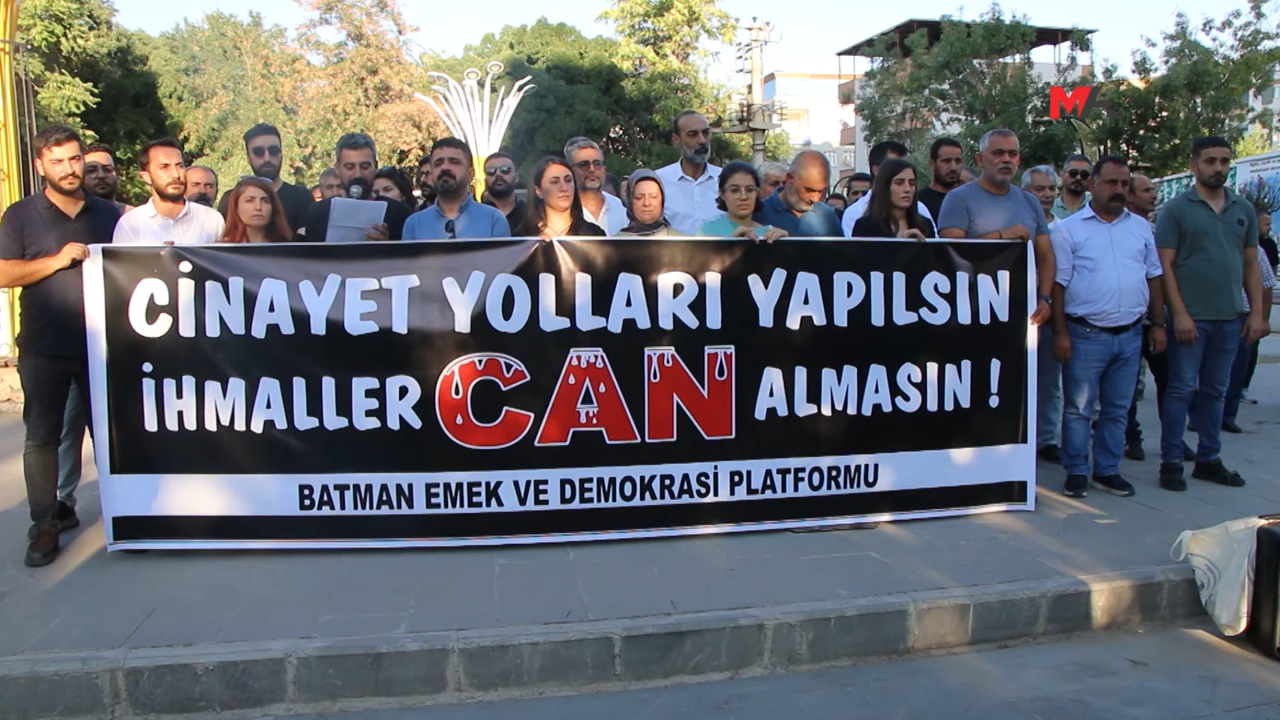 CİNAYET YOLLARI YAPILSIN
İHMALLER CAN ALMASIN !
BATMAN EMEK VE DEMOKRASİ PLATFORMU